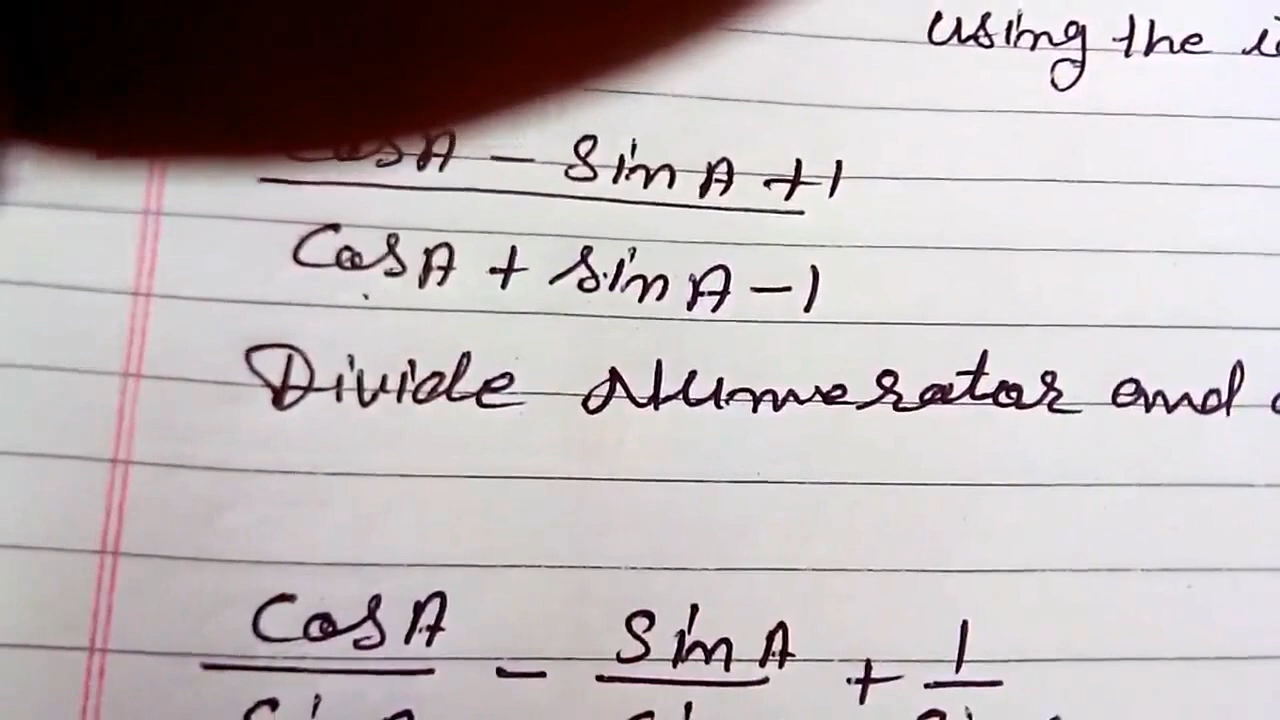 using the
cosA - sinA + 1
CosA + sinA - 1
Divide Numerator and
CosA - SinA + 1